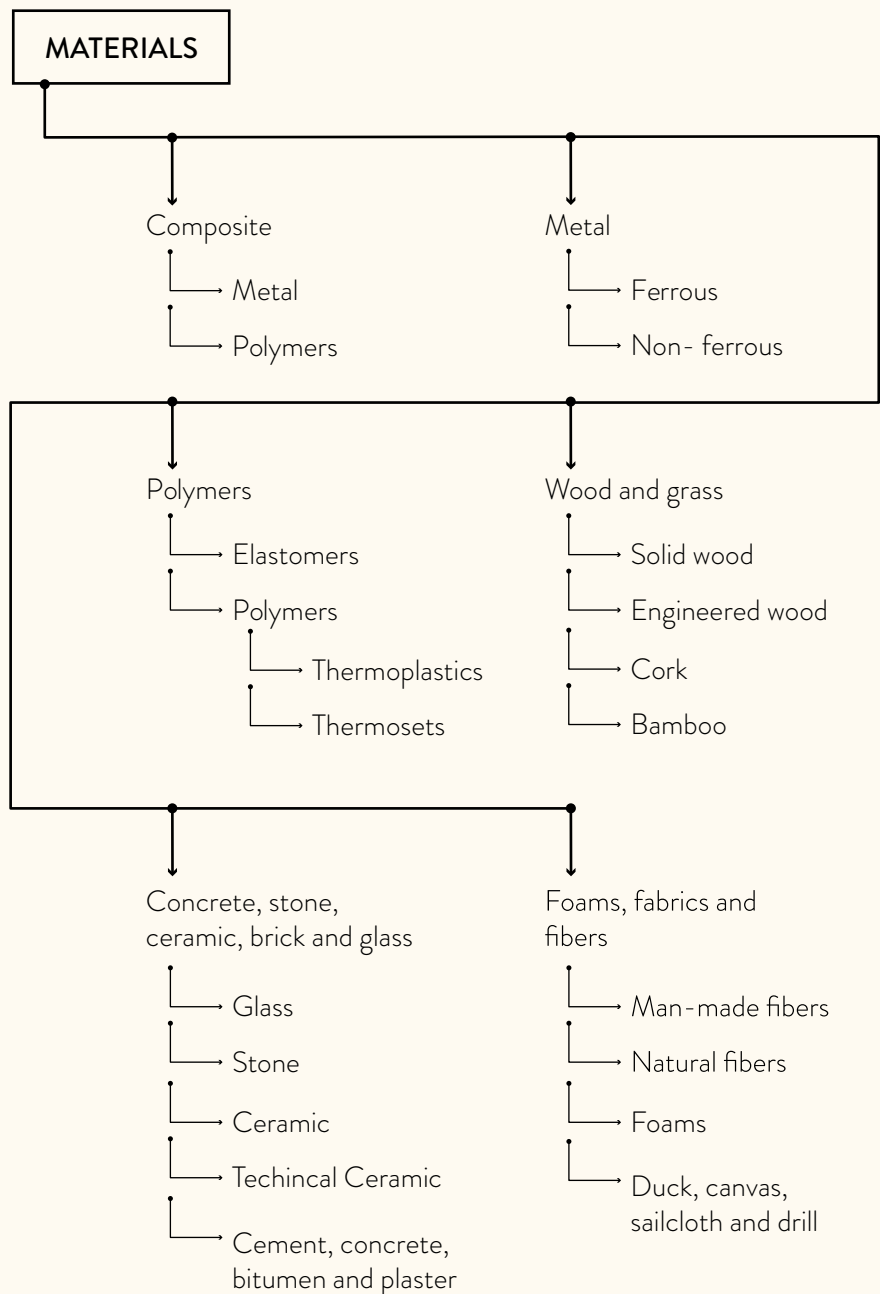 MATERIALS
Composite
Metal
Polymers
Metal
Ferrous
Non- ferrous
Polymers
Elastomers
Polymers
Thermoplastics
Thermosets
Wood and grass
Solid wood
Engineered wood
Cork
Bamboo
Concrete, stone,
ceramic, brick and glass
Glass
Stone
Ceramic
Techincal Ceramic
Cement, concrete,
bitumen and plaster
Foams, fabrics and
fibers
Man-made fibers
Natural fibers
Foams
Duck, canvas,
sailcloth and drill